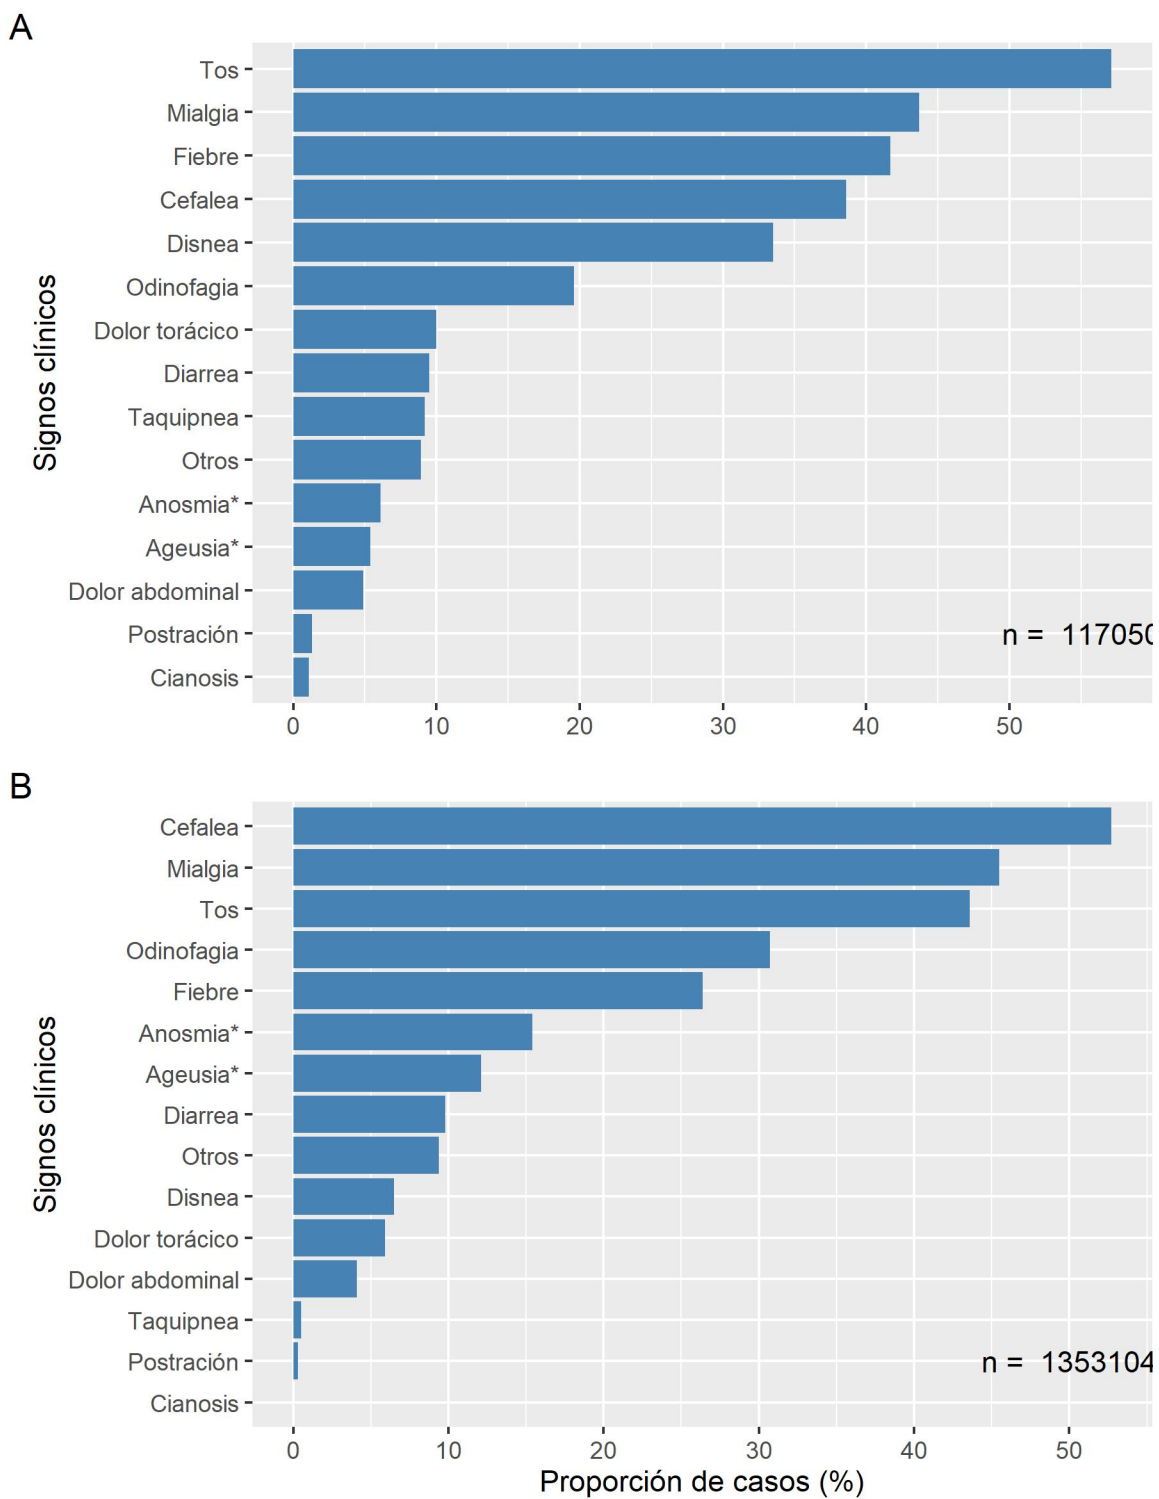 A
Tos
Mialgia
Fiebre
Cefalea
Disnea
Odinofagia
Dolor torácico
Diarrea
Taquipnea
Otros
Anosmia*
Ageusia*
Dolor abdominal
Postración
Cianosis
Signos clínicos
n = 117050
0 10 20 30 40 50
B
Cefalea
Mialgia
Tos
Odinofagia
Fiebre
Anosmia*
Ageusia*
Diarrea
Otros
Disnea
Dolor torácico
Dolor abdominal
Taquipnea
Postración
Cianosis
Signos clínicos
n = 1353104
0 10 20 30 40 50
Proporción de casos (%)